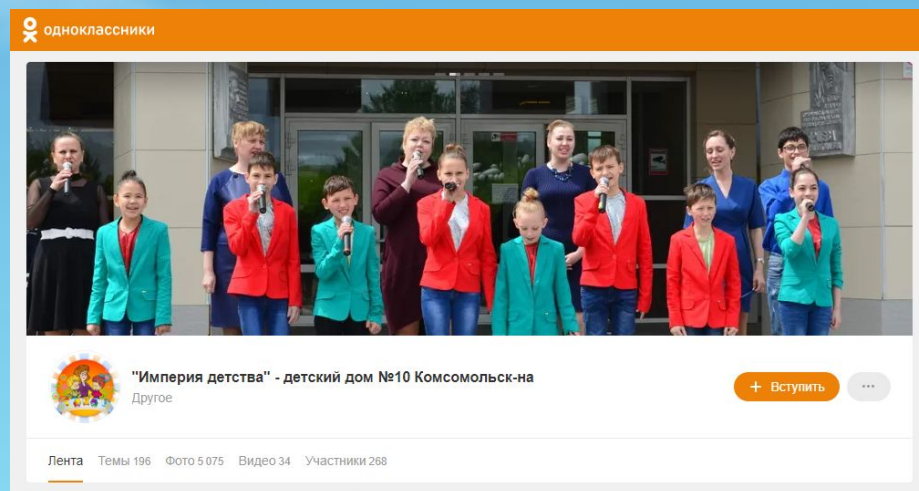 одноклассники
"Империя детства" - детский дом №10 Комсомольск-на
Другое
+ Вступить
...
Лента Темы 196 Фото 5 075 Видео 34 Участники 268